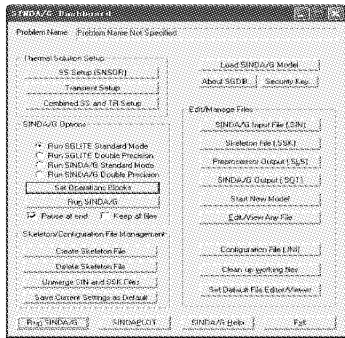 SINDA/G Dashboard
Problem Name Problem Name Not Specified
Thermal Solution Setup
SS Setup (SNSOR)
Transient Setup
Combined SS and TR Setup
SINDA/G Options
Run SGLITE Standard Mode
Run SGLITE Double Precision
Run SINDA/G Standard Mode
Run SINDA/G Double Precision
Set Operations Blocks
Run SINDA/G
Pause at end Keep all files
Skeleton/Configuration File Management
Create Skeleton File
Delete Skeleton File
Unmerge SIN and SSK Files
Save Current Settings as Default
Load SINDA/G Model
About SGDB Security Key
Edit/Manage Files
SINDA/G Input File (.SIN)
Skeleton File (.SSK)
Preprocessor Output (.SLS)
SINDA/G Output (.SOT)
Start New Model
Edit/View Any File
Configuration File (.INI)
Clean up working files
Set Default File Editor/Viewer
Run SINDA/G SINDAPLOT SINDA/G Help Exit